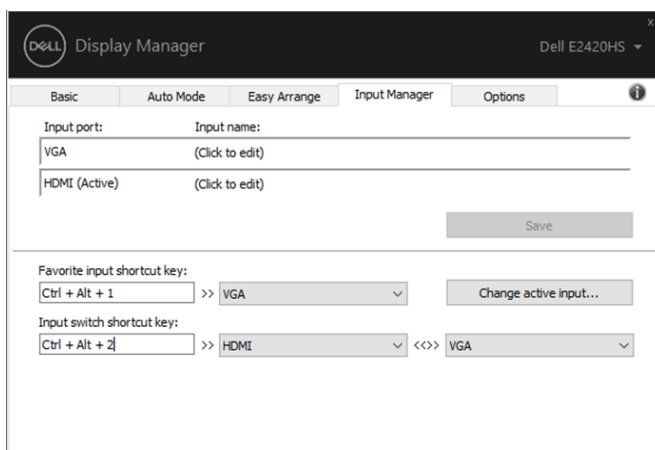 x
DELL Display Manager Dell E2420HS
Basic Auto Mode Easy Arrange Input Manager Options i
Input port: Input name:
VGA (Click to edit)
HDMI (Active) (Click to edit)
Save
Favorite input shortcut key:
Ctrl + Alt + 1 >> VGA Change active input...
Input switch shortcut key:
Ctrl + Alt + 2 >> HDMI <<>> VGA